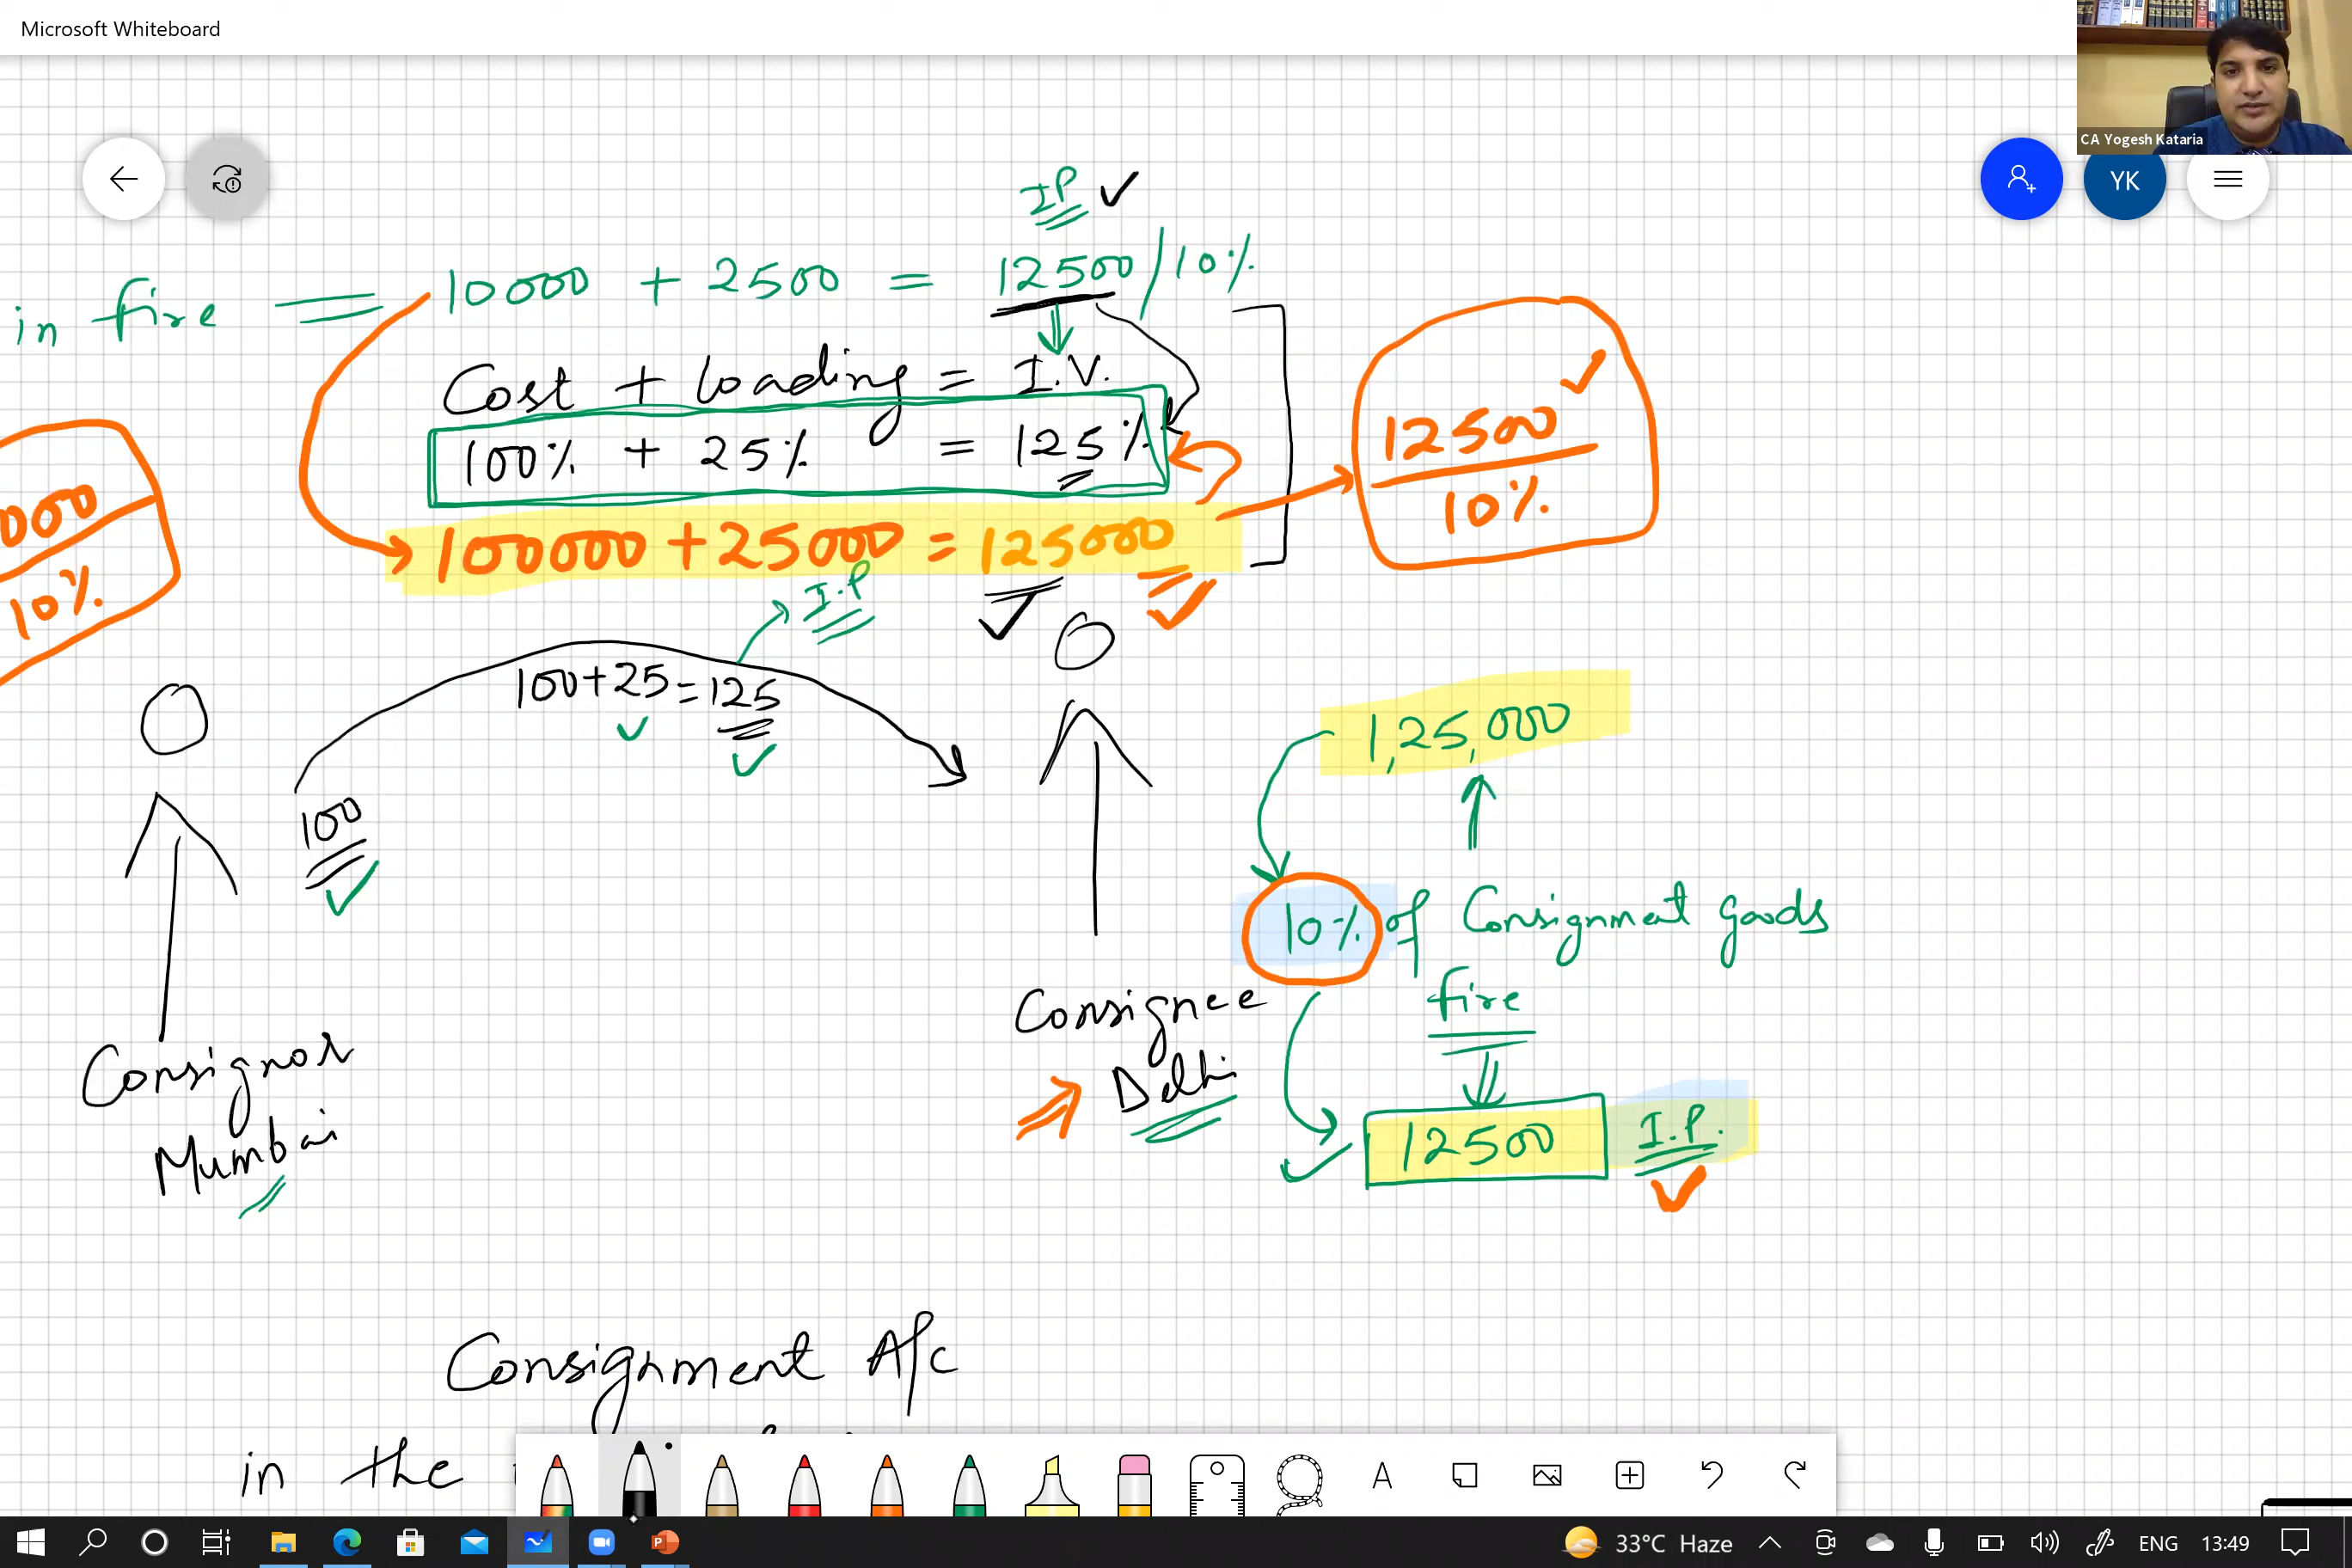 Microsoft Whiteboard
CA Yogesh Kataria
YK
IP ✓
in fire = 10000 + 2500 = 12500 / 10%
Cost + loading = I.V.
100% + 25% = 125%
100000 + 25000 = 125000
12500
10%
000
10%
I.P
100+25=125
100
1,25,000
10% of Consignment goods
fire
12500 I.P.
Consignor
Mumbai
Consignee
Delhi
Consignment A/c
in the
33°C Haze
ENG 13:49